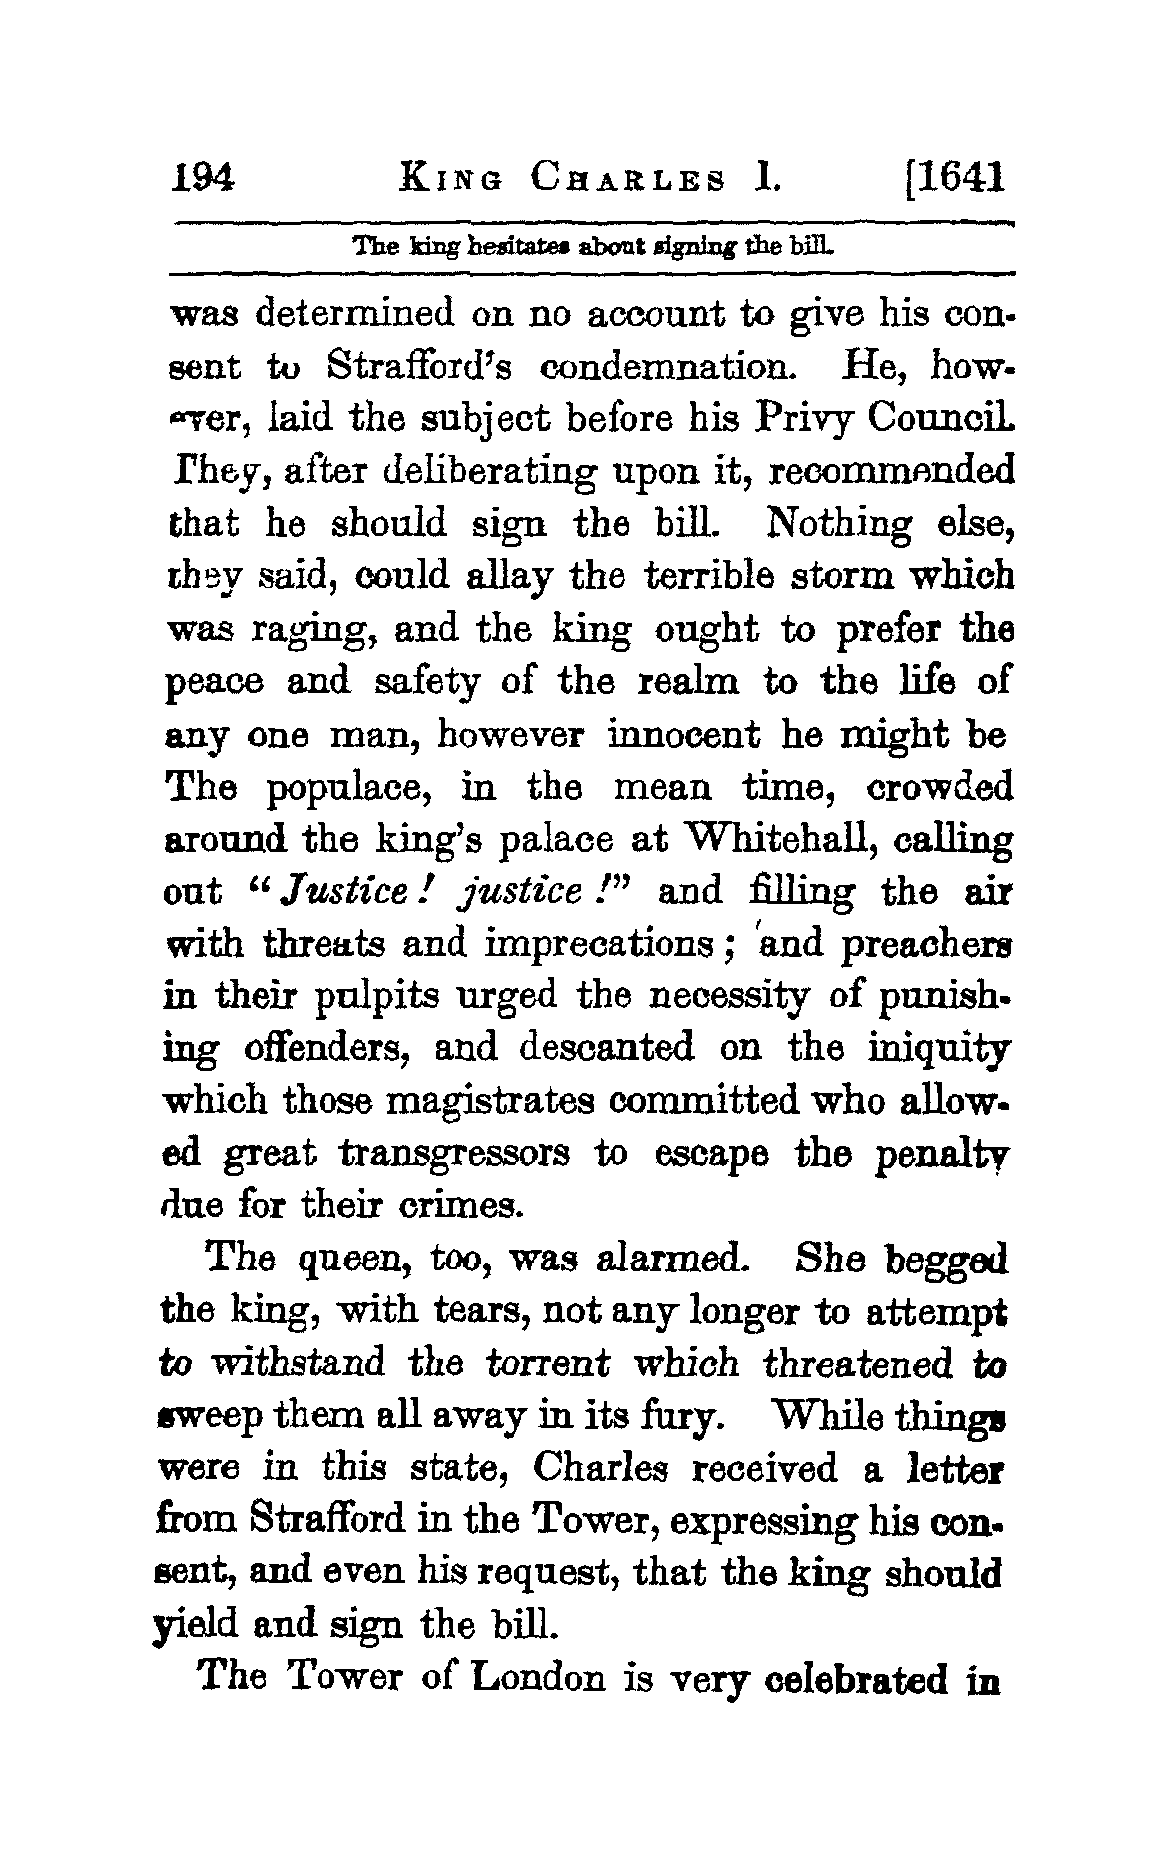 194 King Charles I. [1641
The king hesitates about signing the bill.
was determined on no account to give his con-
sent to Strafford's condemnation. He, how-
ever, laid the subject before his Privy Council.
They, after deliberating upon it, recommended
that he should sign the bill. Nothing else,
they said, could allay the terrible storm which
was raging, and the king ought to prefer the
peace and safety of the realm to the life of
any one man, however innocent he might be
The populace, in the mean time, crowded
around the king's palace at Whitehall, calling
out "Justice! justice!" and filling the air
with threats and imprecations; and preachers
in their pulpits urged the necessity of punish-
ing offenders, and descanted on the iniquity
which those magistrates committed who allow-
ed great transgressors to escape the penalty
due for their crimes.
The queen, too, was alarmed. She begged
the king, with tears, not any longer to attempt
to withstand the torrent which threatened to
sweep them all away in its fury. While things
were in this state, Charles received a letter
from Strafford in the Tower, expressing his con-
sent, and even his request, that the king should
yield and sign the bill.
The Tower of London is very celebrated in